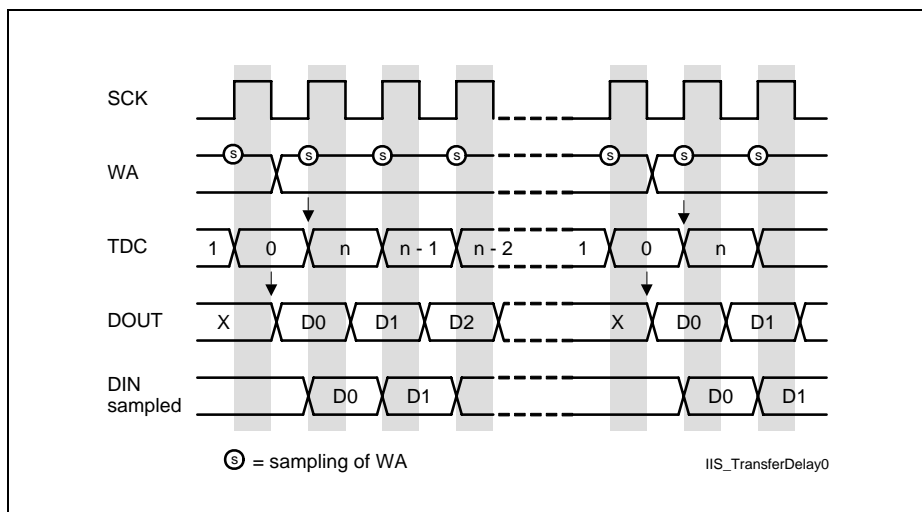 SCK
S S S S S S S
WA
TDC 1 0 n n - 1 n - 2 1 0 n
DOUT X D0 D1 D2 X D0 D1
DIN sampled D0 D1 D0 D1
S = sampling of WA
IIS_TransferDelay0